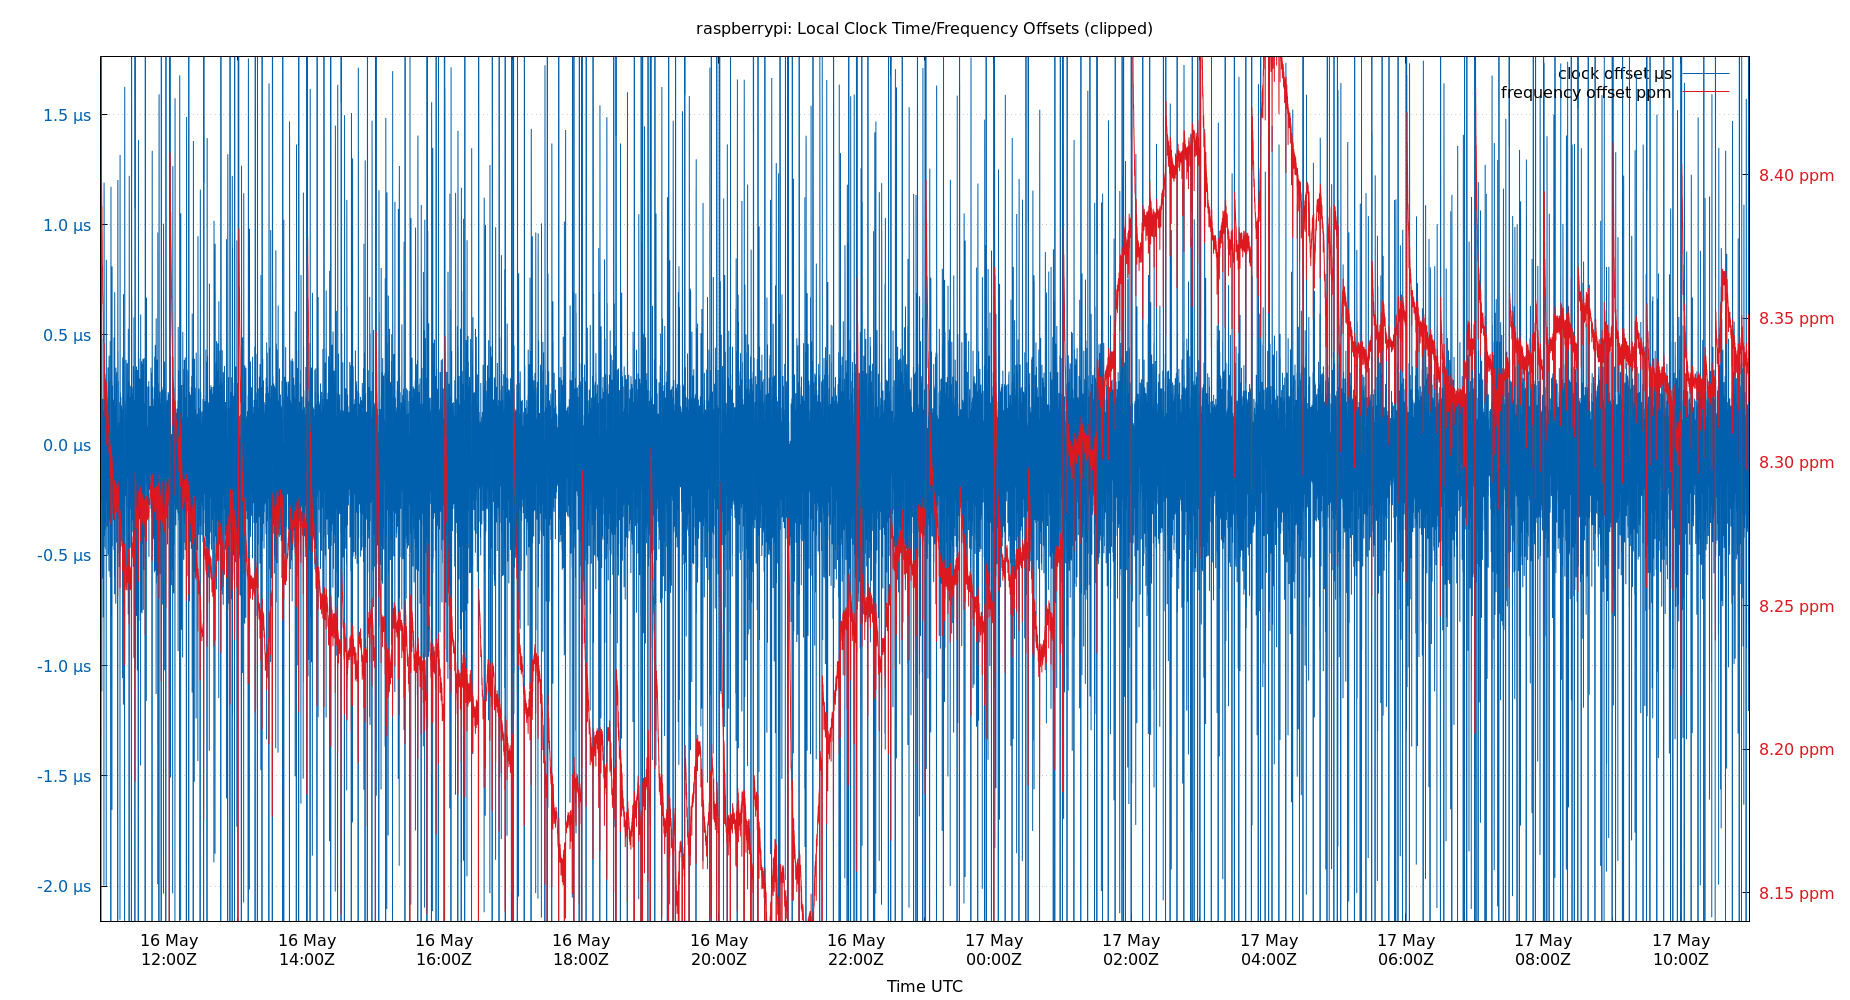 raspberrypi: Local Clock Time/Frequency Offsets (clipped)
clock offset µs
frequency offset ppm
1.5 µs
1.0 µs
0.5 µs
0.0 µs
-0.5 µs
-1.0 µs
-1.5 µs
-2.0 µs
8.40 ppm
8.35 ppm
8.30 ppm
8.25 ppm
8.20 ppm
8.15 ppm
16 May
12:00Z
16 May
14:00Z
16 May
16:00Z
16 May
18:00Z
16 May
20:00Z
16 May
22:00Z
17 May
00:00Z
17 May
02:00Z
17 May
04:00Z
17 May
06:00Z
17 May
08:00Z
17 May
10:00Z
Time UTC